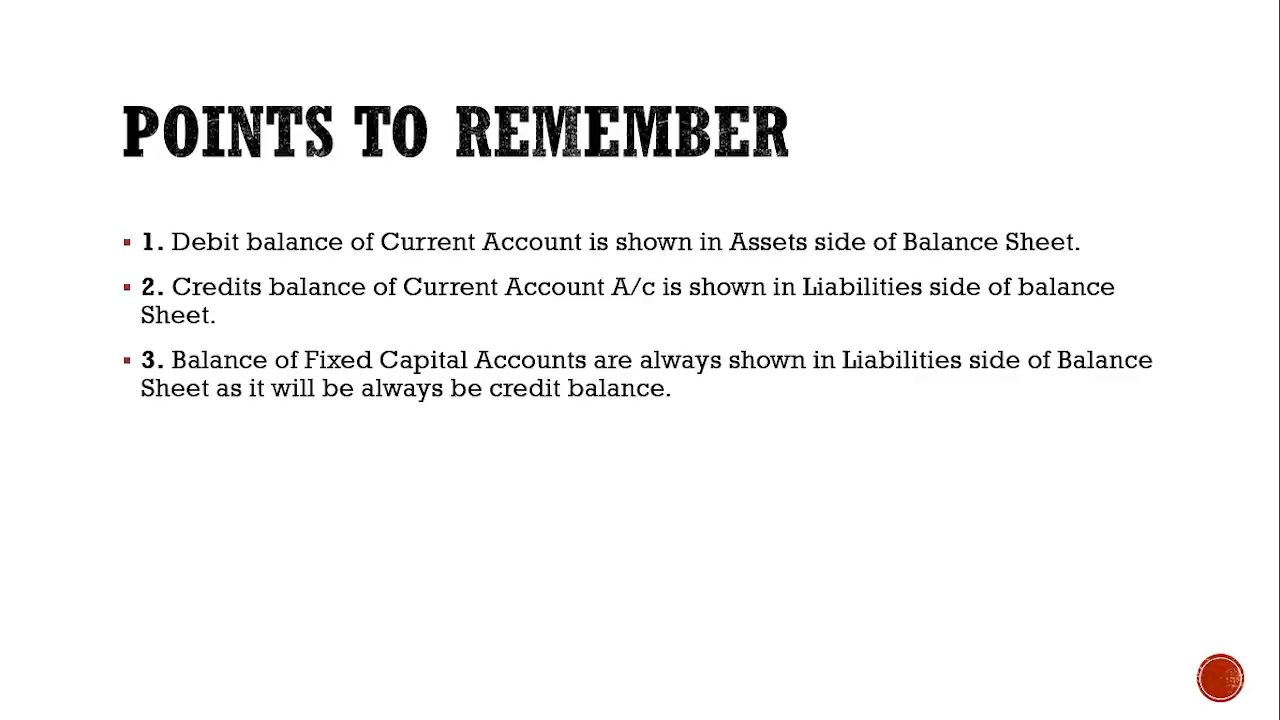 POINTS TO REMEMBER
▪ 1. Debit balance of Current Account is shown in Assets side of Balance Sheet.
▪ 2. Credits balance of Current Account A/c is shown in Liabilities side of balance
Sheet.
▪ 3. Balance of Fixed Capital Accounts are always shown in Liabilities side of Balance
Sheet as it will be always be credit balance.